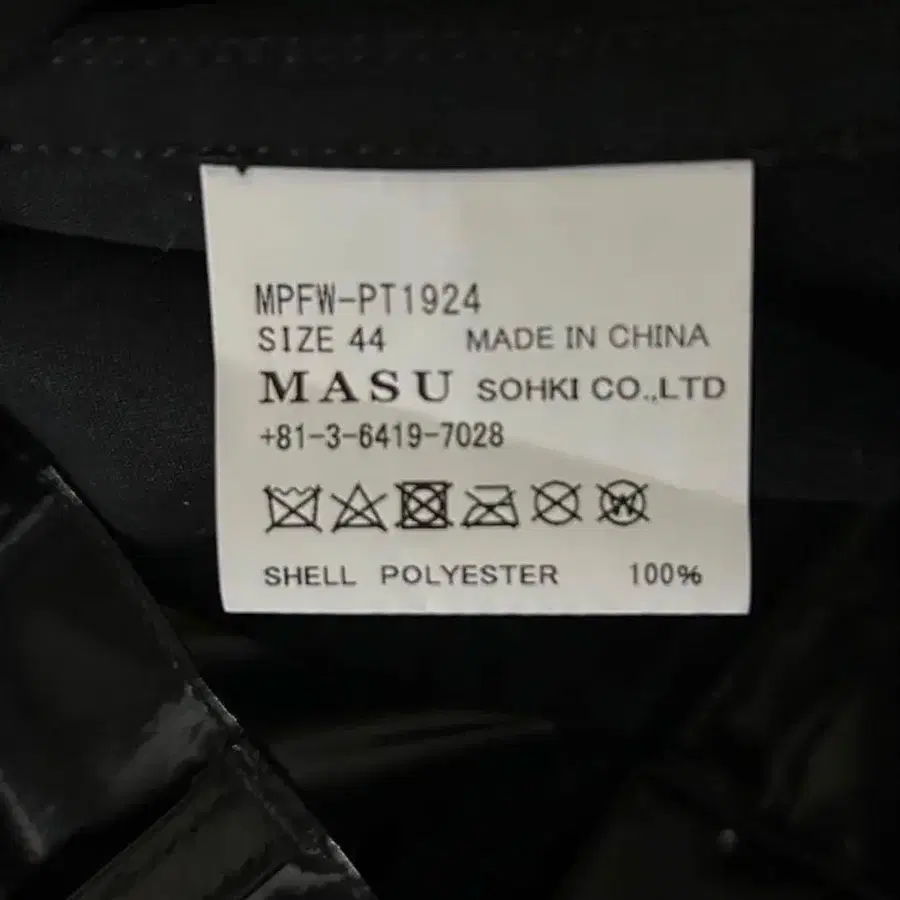 MPFW-PT1924
SIZE 44 MADE IN CHINA
MASU SOHKI CO.,LTD
+81-3-6419-7028
W
SHELL POLYESTER 100%